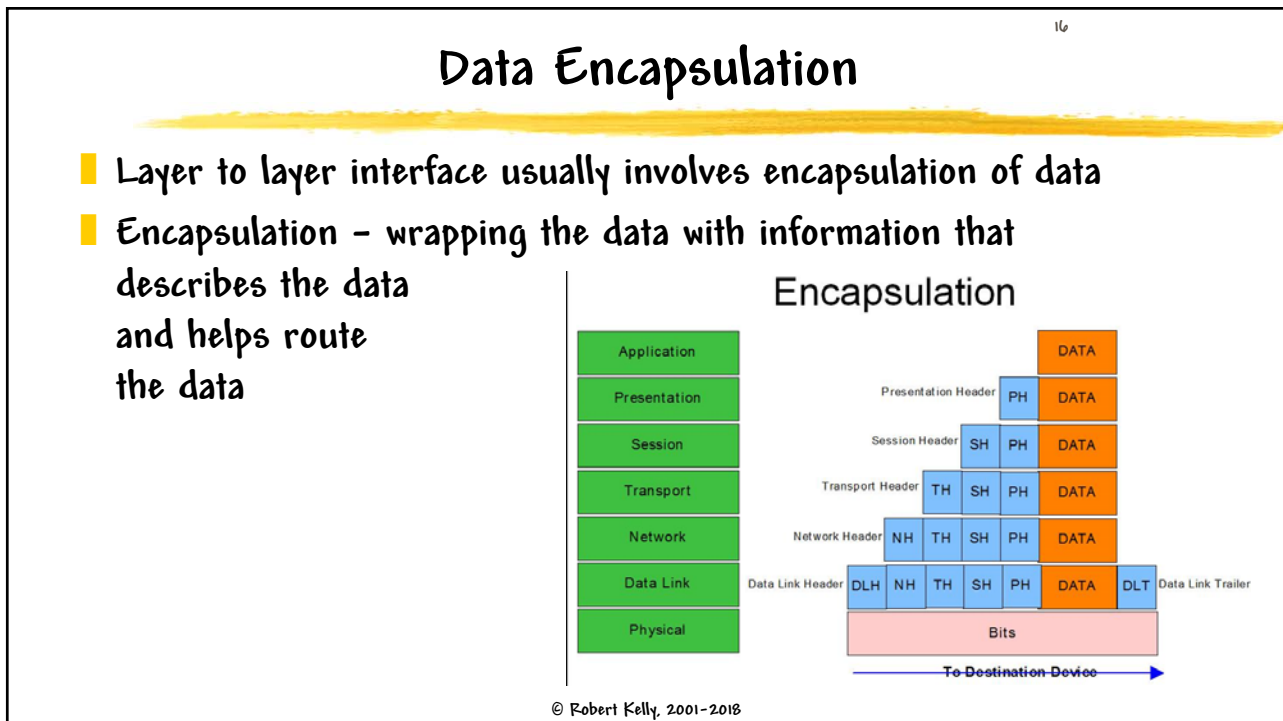 16
Data Encapsulation
Layer to layer interface usually involves encapsulation of data
Encapsulation – wrapping the data with information that
describes the data
and helps route
the data
Encapsulation
Application DATA
Presentation Presentation Header PH DATA
Session Session Header SH PH DATA
Transport Transport Header TH SH PH DATA
Network Network Header NH TH SH PH DATA
Data Link Data Link Header DLH NH TH SH PH DATA DLT Data Link Trailer
Physical Bits
To Destination Device
© Robert Kelly, 2001-2018